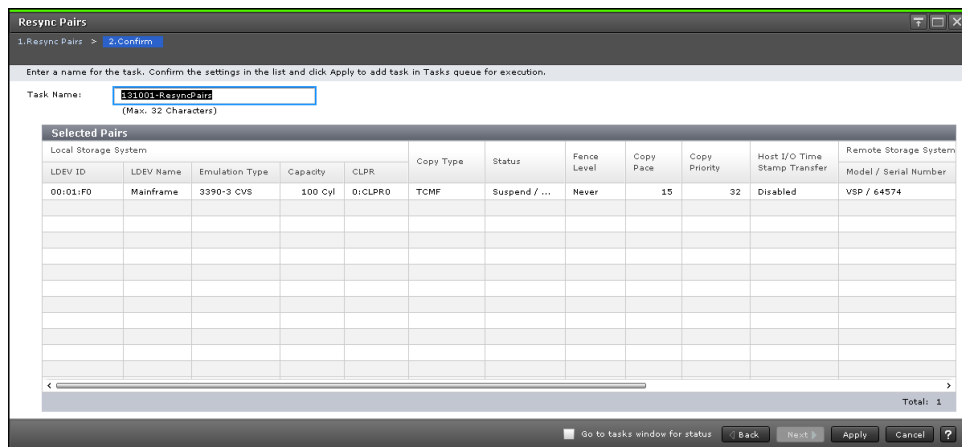 Resync Pairs
1.Resync Pairs > 2.Confirm
Enter a name for the task. Confirm the settings in the list and click Apply to add task in Tasks queue for execution.
Task Name: 131001-ResyncPairs
(Max. 32 Characters)
Selected Pairs
Local Storage System Copy Type Status Fence Level Copy Pace Copy Priority Host I/O Time Stamp Transfer Remote Storage System
LDEV ID LDEV Name Emulation Type Capacity CLPR Model / Serial Number
00:01:F0 Mainframe 3390-3 CVS 100 Cyl 0:CLPR0 TCMF Suspend / ... Never 15 32 Disabled VSP / 64574
Total: 1
Go to tasks window for status Back Next Apply Cancel ?